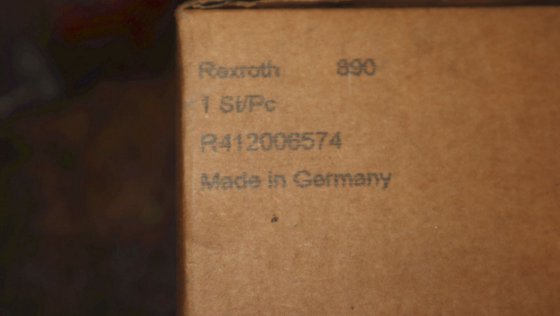 Rexroth 890
1 St/Pc
R412006574
Made in Germany